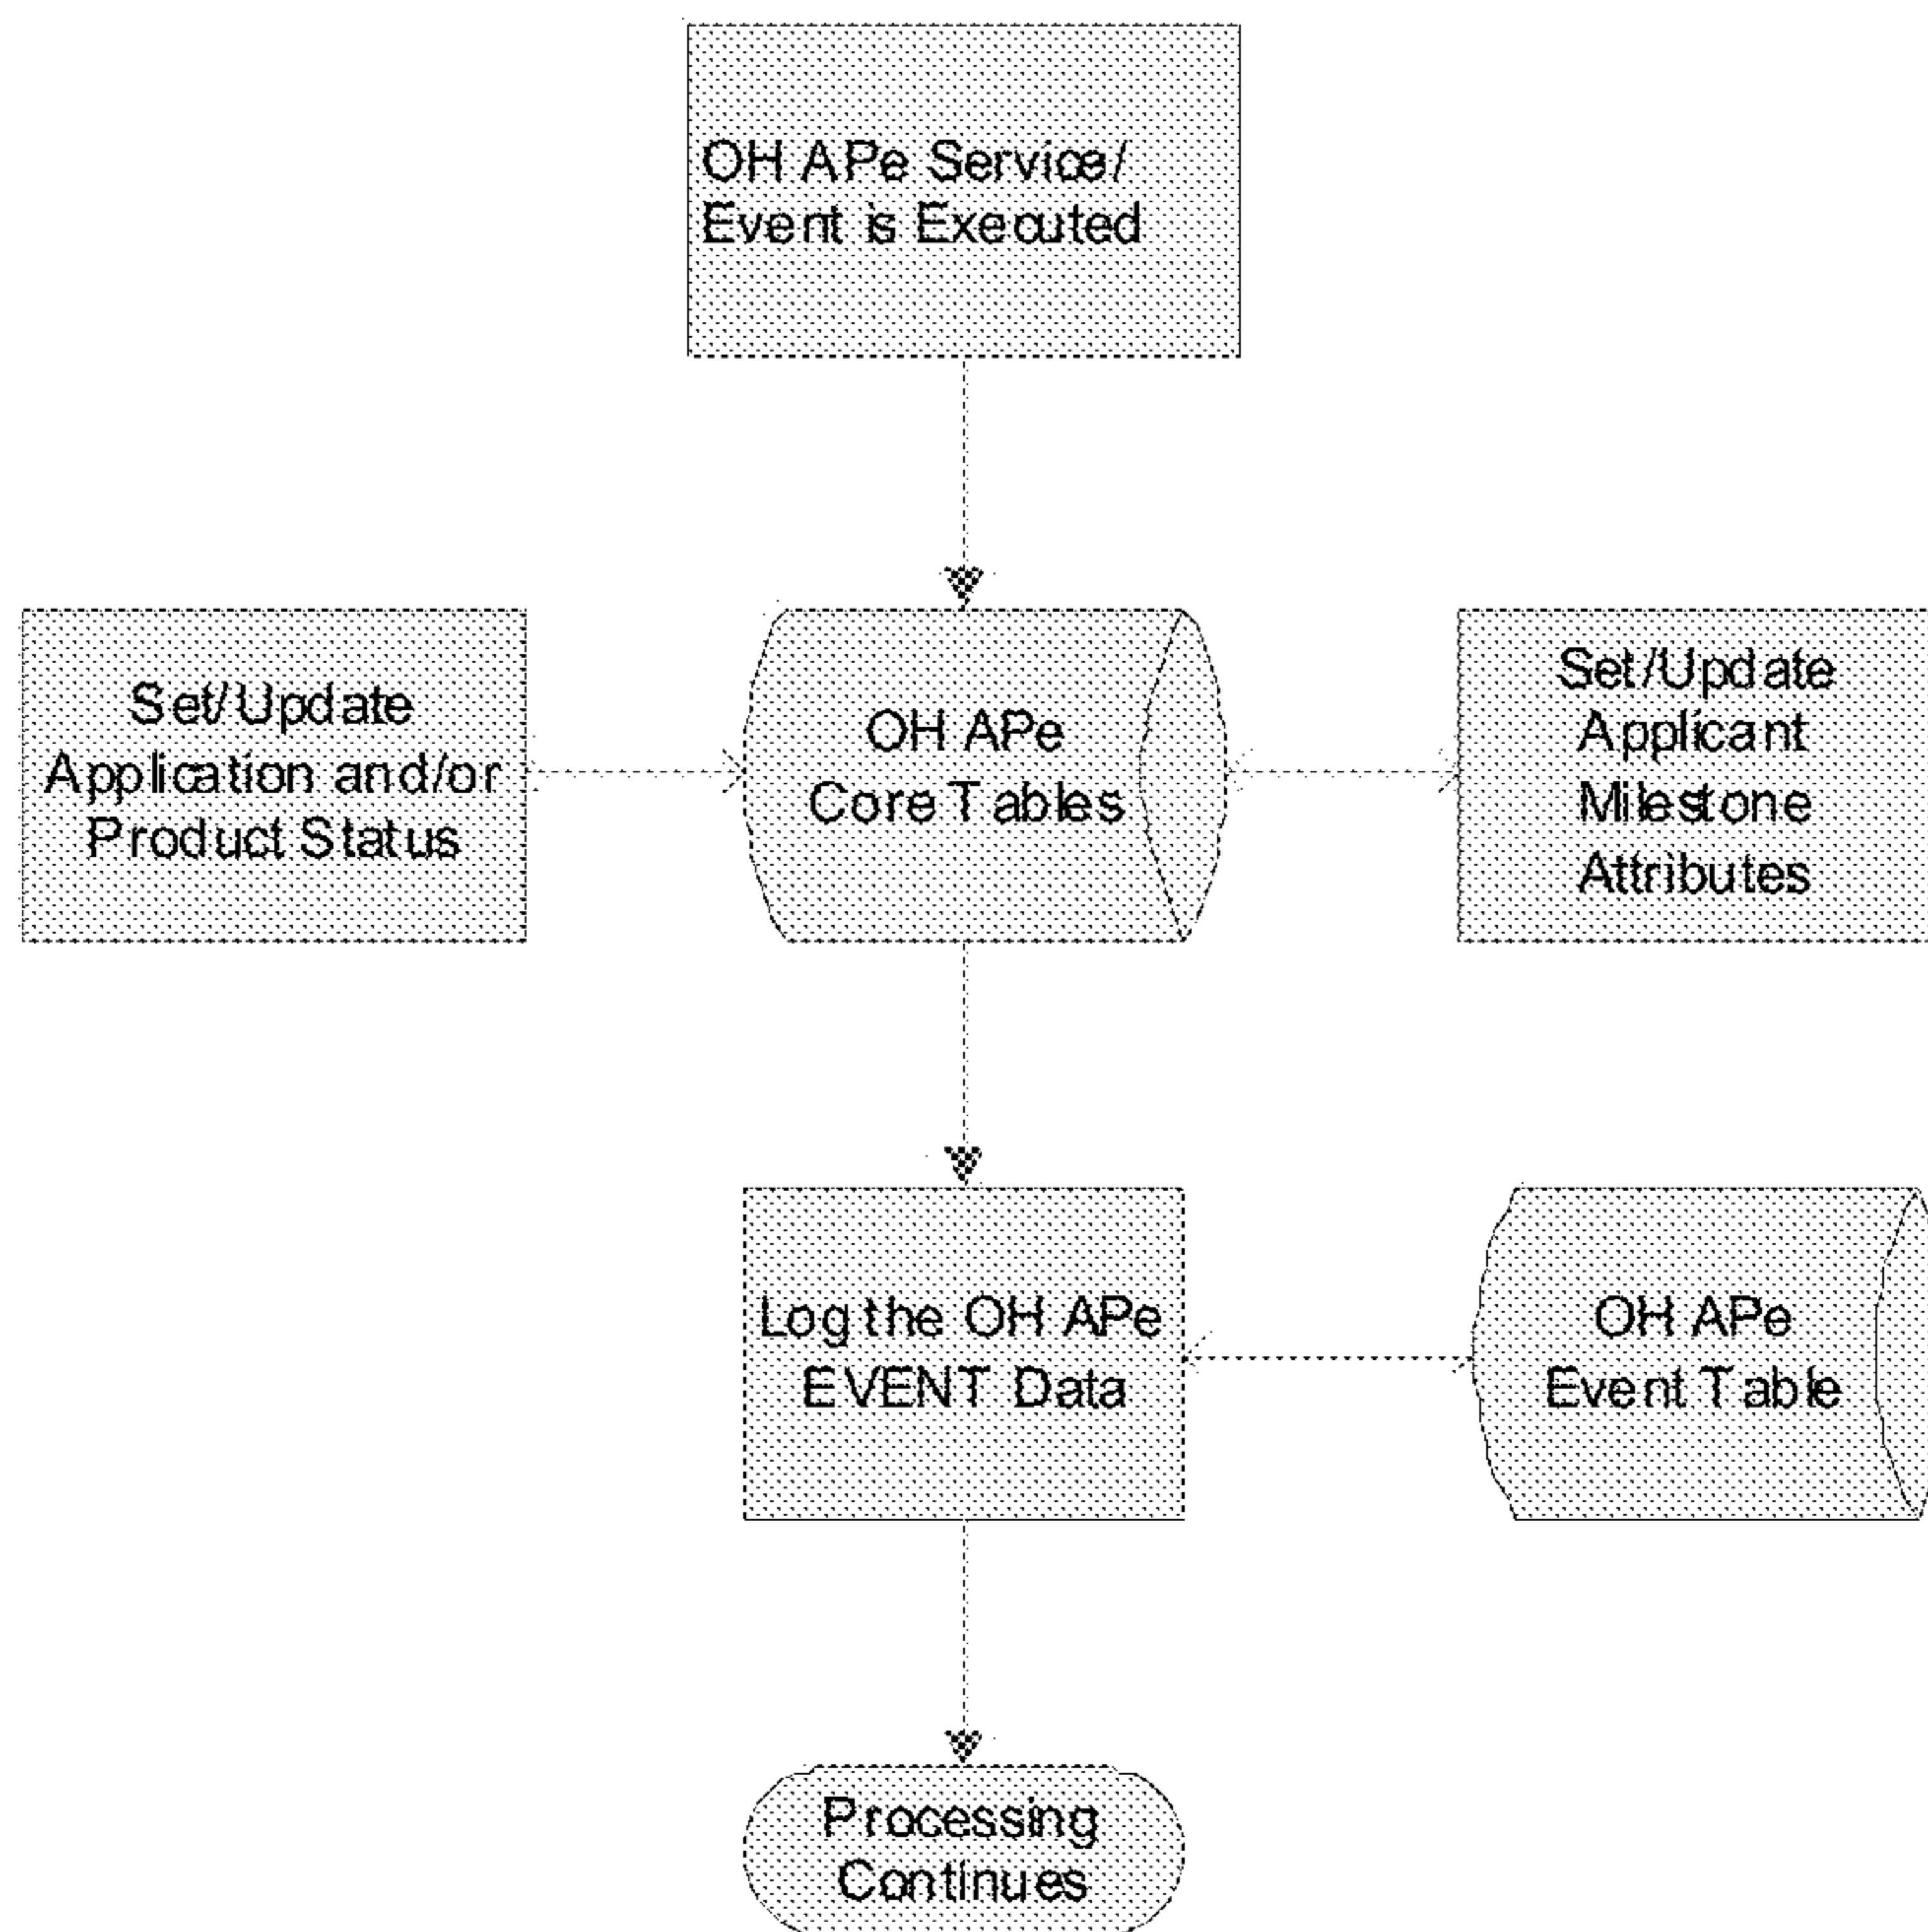 OH APe Service/
Event is Executed
Set/Update
Application and/or
Product Status
OH APe
Core Tables
Set/Update
Applicant
Milestone
Attributes
Log the OH APe
EVENT Data
OH APe
Event Table
Processing
Continues